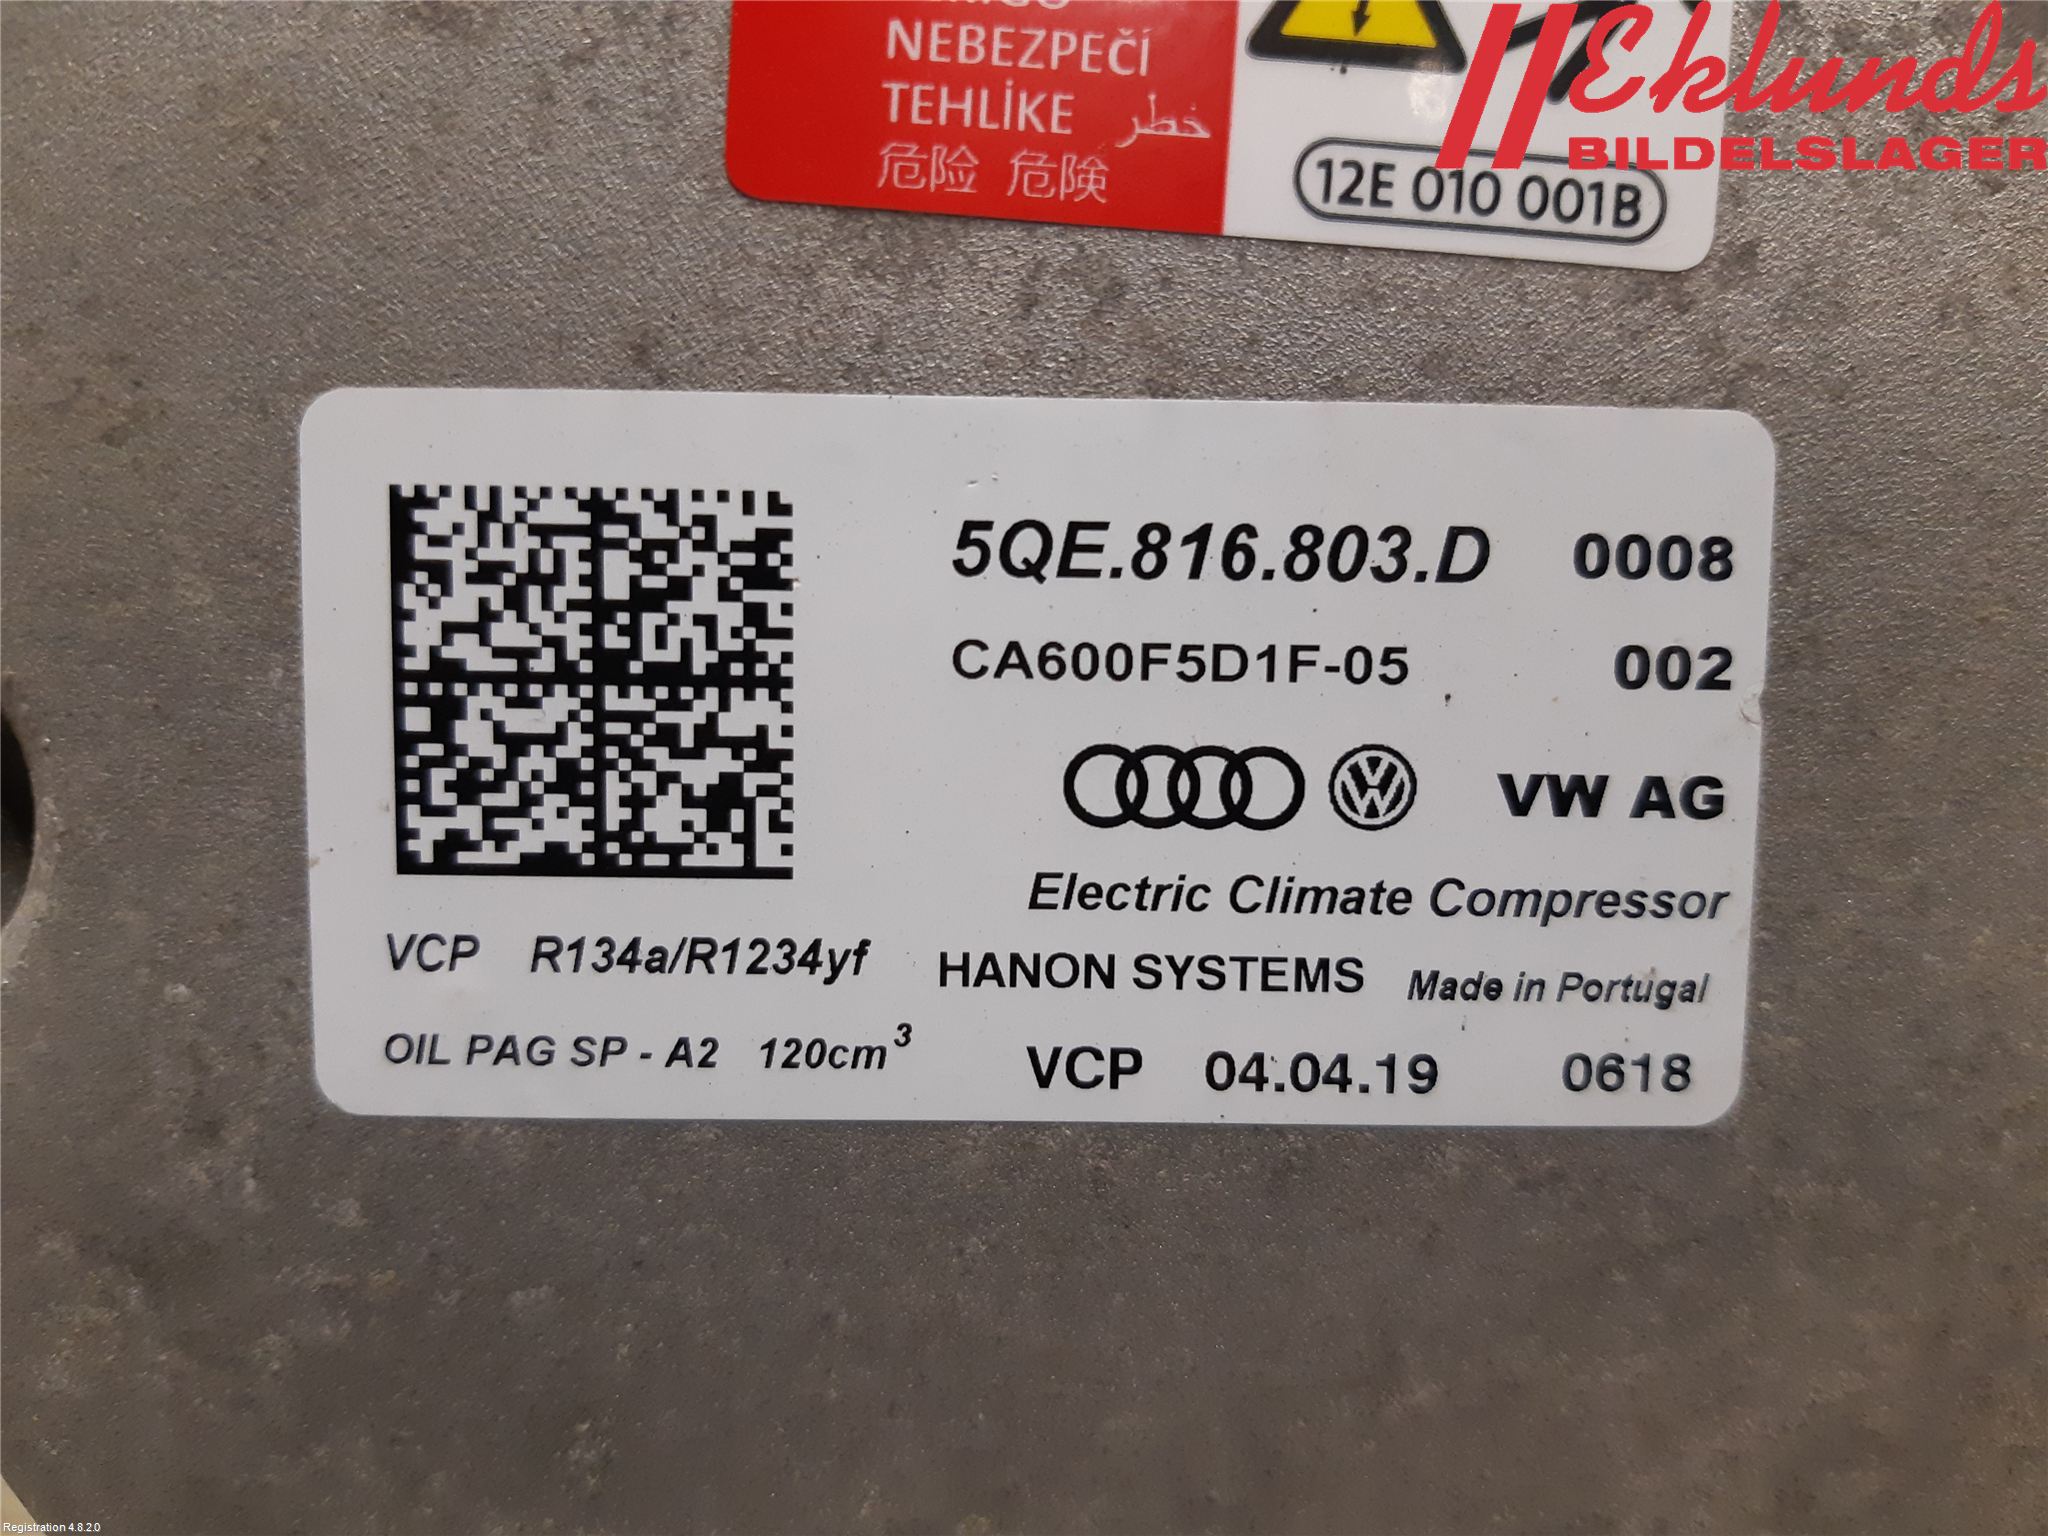 NEBEZPEČÍ
TEHLİKE خطر
危险 危険
12E 010 001B
Eklunds
BILDELSLAGER
5QE.816.803.D 0008
CA600F5D1F-05 002
VW AG
Electric Climate Compressor
VCP R134a/R1234yf HANON SYSTEMS Made in Portugal
OIL PAG SP - A2 120cm³ VCP 04.04.19 0618
Registration 4.8.2.0